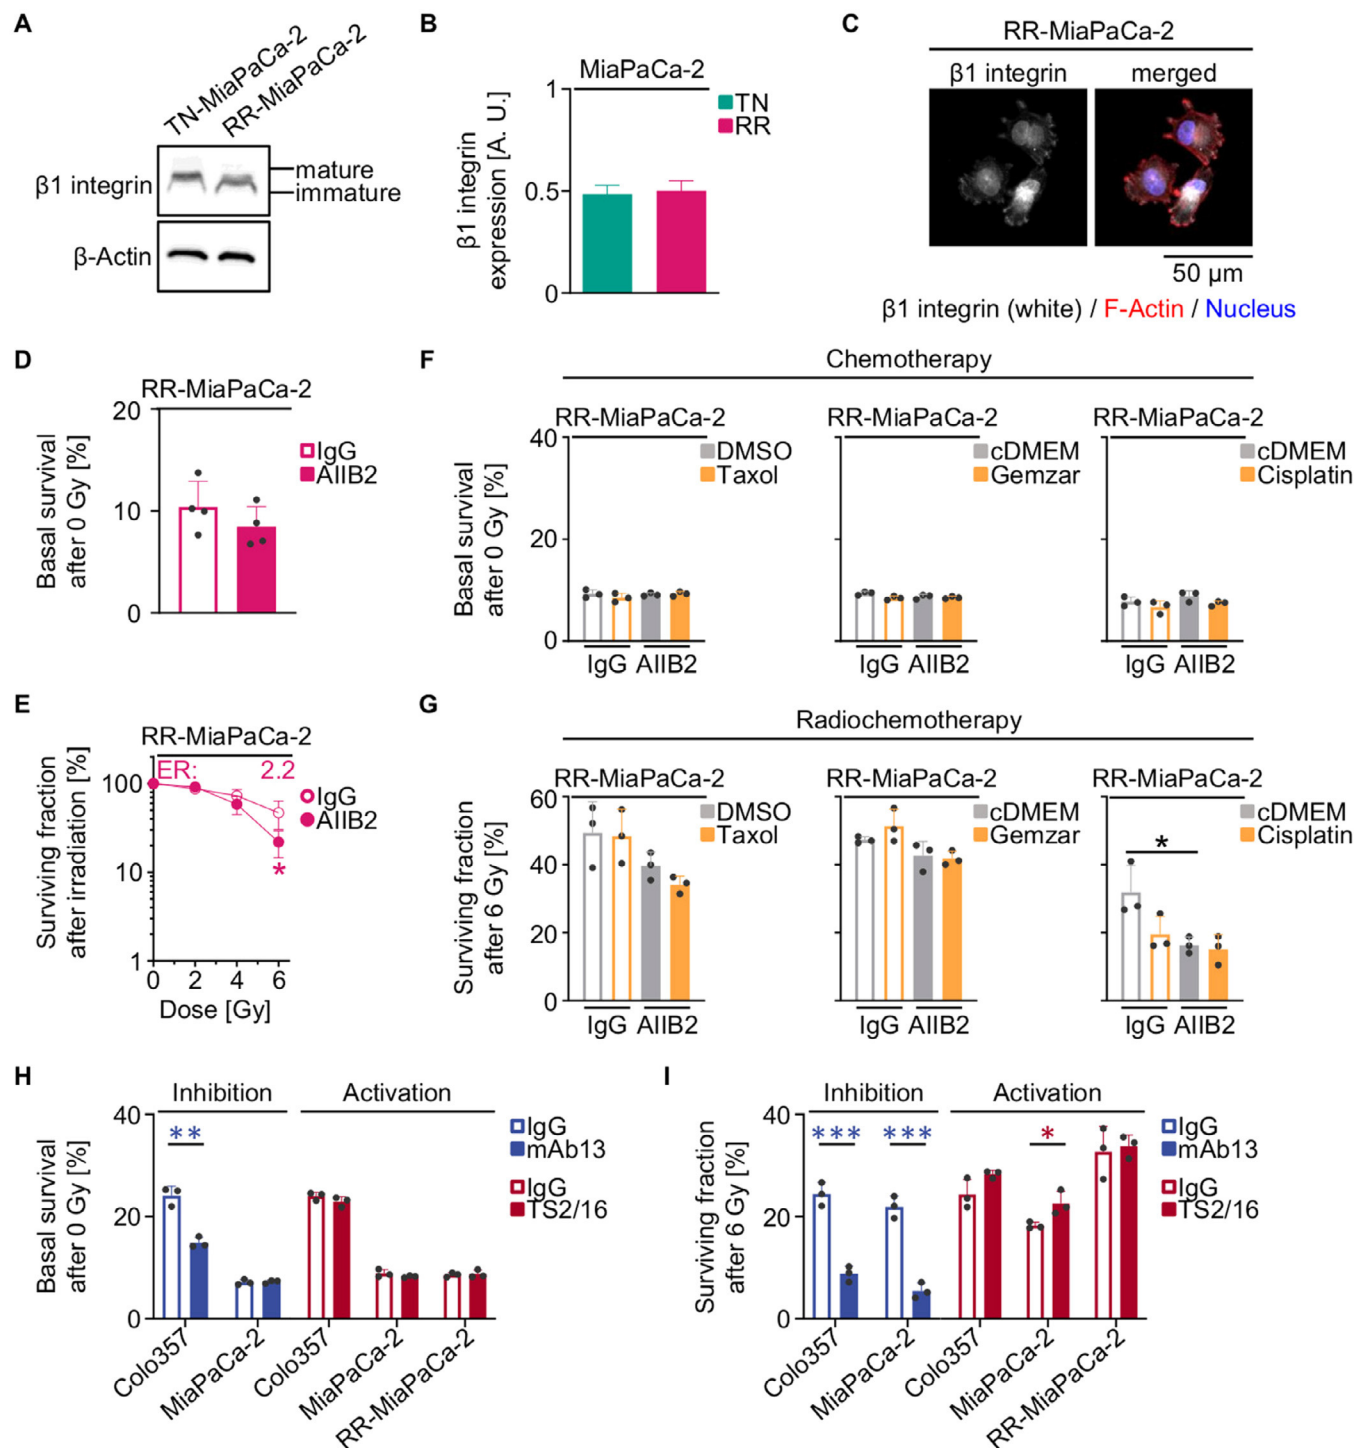 A
TN-MiaPaCa-2
RR-MiaPaCa-2
β1 integrin
mature
immature
β-Actin
B
MiaPaCa-2
TN
RR
β1 integrin
expression [A. U.]
1
0.5
0
C
RR-MiaPaCa-2
β1 integrin
merged
50 µm
β1 integrin (white) / F-Actin / Nucleus
D
RR-MiaPaCa-2
IgG
AIIB2
Basal survival
after 0 Gy [%]
20
10
0
E
RR-MiaPaCa-2
ER: 2.2
IgG
AIIB2
*
Surviving fraction
after irradiation [%]
100
10
1
0 2 4 6
Dose [Gy]
F
Chemotherapy
Basal survival
after 0 Gy [%]
40
20
0
RR-MiaPaCa-2
DMSO
Taxol
IgG AIIB2
RR-MiaPaCa-2
cDMEM
Gemzar
IgG AIIB2
RR-MiaPaCa-2
cDMEM
Cisplatin
IgG AIIB2
G
Radiochemotherapy
Surviving fraction
after 6 Gy [%]
60
40
20
0
RR-MiaPaCa-2
DMSO
Taxol
IgG AIIB2
RR-MiaPaCa-2
cDMEM
Gemzar
IgG AIIB2
RR-MiaPaCa-2
cDMEM
Cisplatin
*
IgG AIIB2
H
Inhibition
Activation
IgG
mAb13
IgG
TS2/16
**
Basal survival
after 0 Gy [%]
40
20
0
Colo357
MiaPaCa-2
Colo357
MiaPaCa-2
RR-MiaPaCa-2
I
Inhibition
Activation
IgG
mAb13
IgG
TS2/16
*** *** *
Surviving fraction
after 6 Gy [%]
40
20
0
Colo357
MiaPaCa-2
Colo357
MiaPaCa-2
RR-MiaPaCa-2